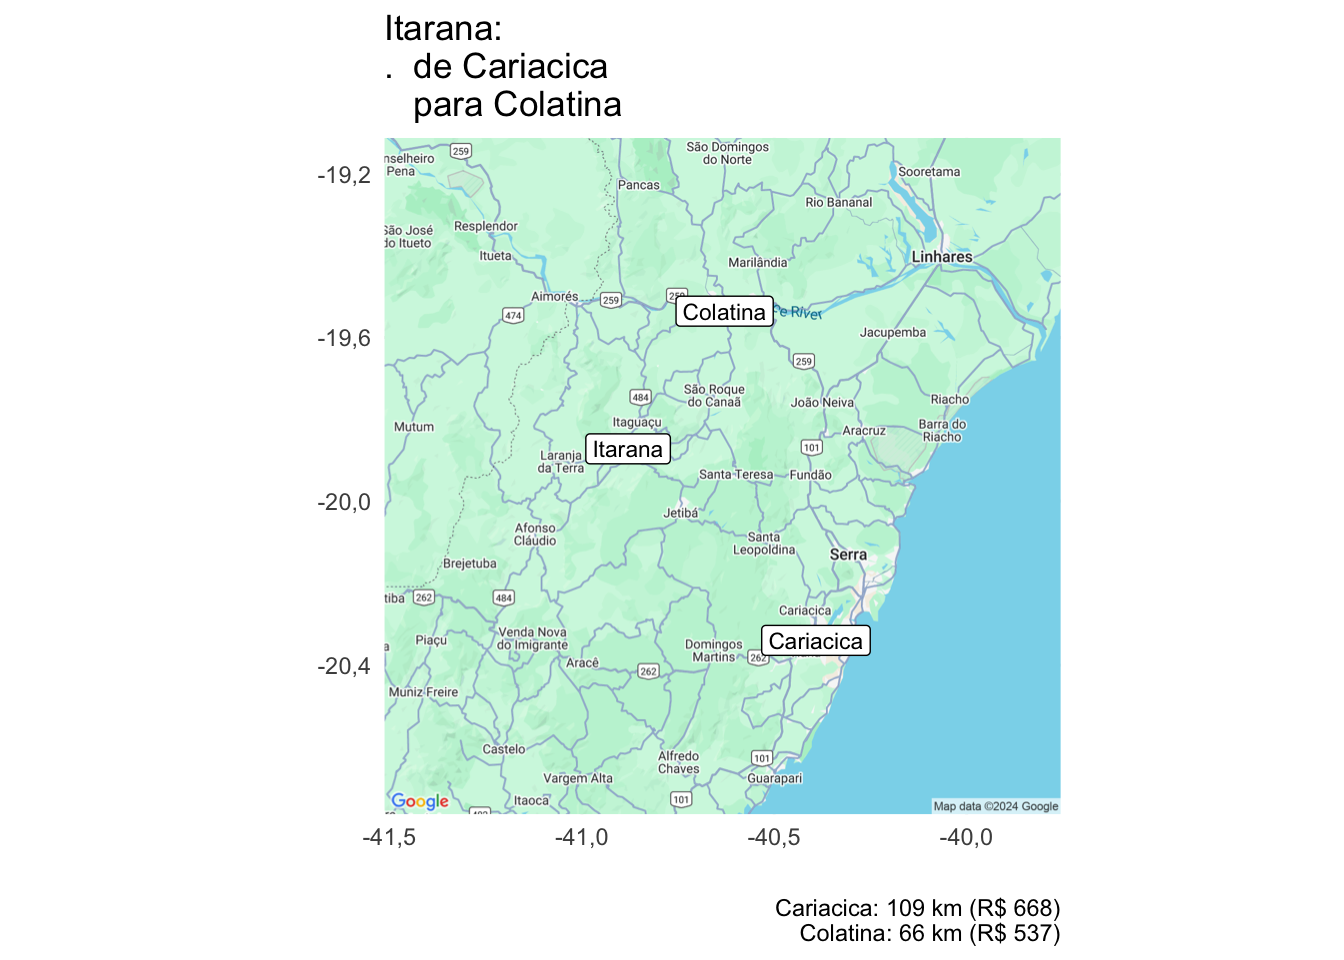 Itarana:
. de Cariacica
para Colatina
-19,2
-19,6
-20,0
-20,4
nselheiro
Pena
259
São Domingos
do Norte
Sooretama
Pancas
Rio Bananal
São José
do Itueto
Resplendor
Itueta
Marilândia
Linhares
Aimorés
259
259
Colatina
ce River
474
Jacupemba
259
São Roque
do Canaã
484
João Neiva
Riacho
Itaguaçu
Mutum
Aracruz
Barra do
Riacho
Itarana
101
Laranja
da Terra
Santa Teresa
Fundão
Jetibá
Afonso
Cláudio
Santa
Leopoldina
Serra
Brejetuba
tiba
262
484
Cariacica
Piaçu
Venda Nova
do Imigrante
Domingos
Martins
262
Cariacica
Aracê
262
Muniz Freire
Castelo
Alfredo
Chaves
101
Vargem Alta
Guarapari
Itaoca
101
Google
Map data ©2024 Google
-41,5
-41,0
-40,5
-40,0
Cariacica: 109 km (R$ 668)
Colatina: 66 km (R$ 537)